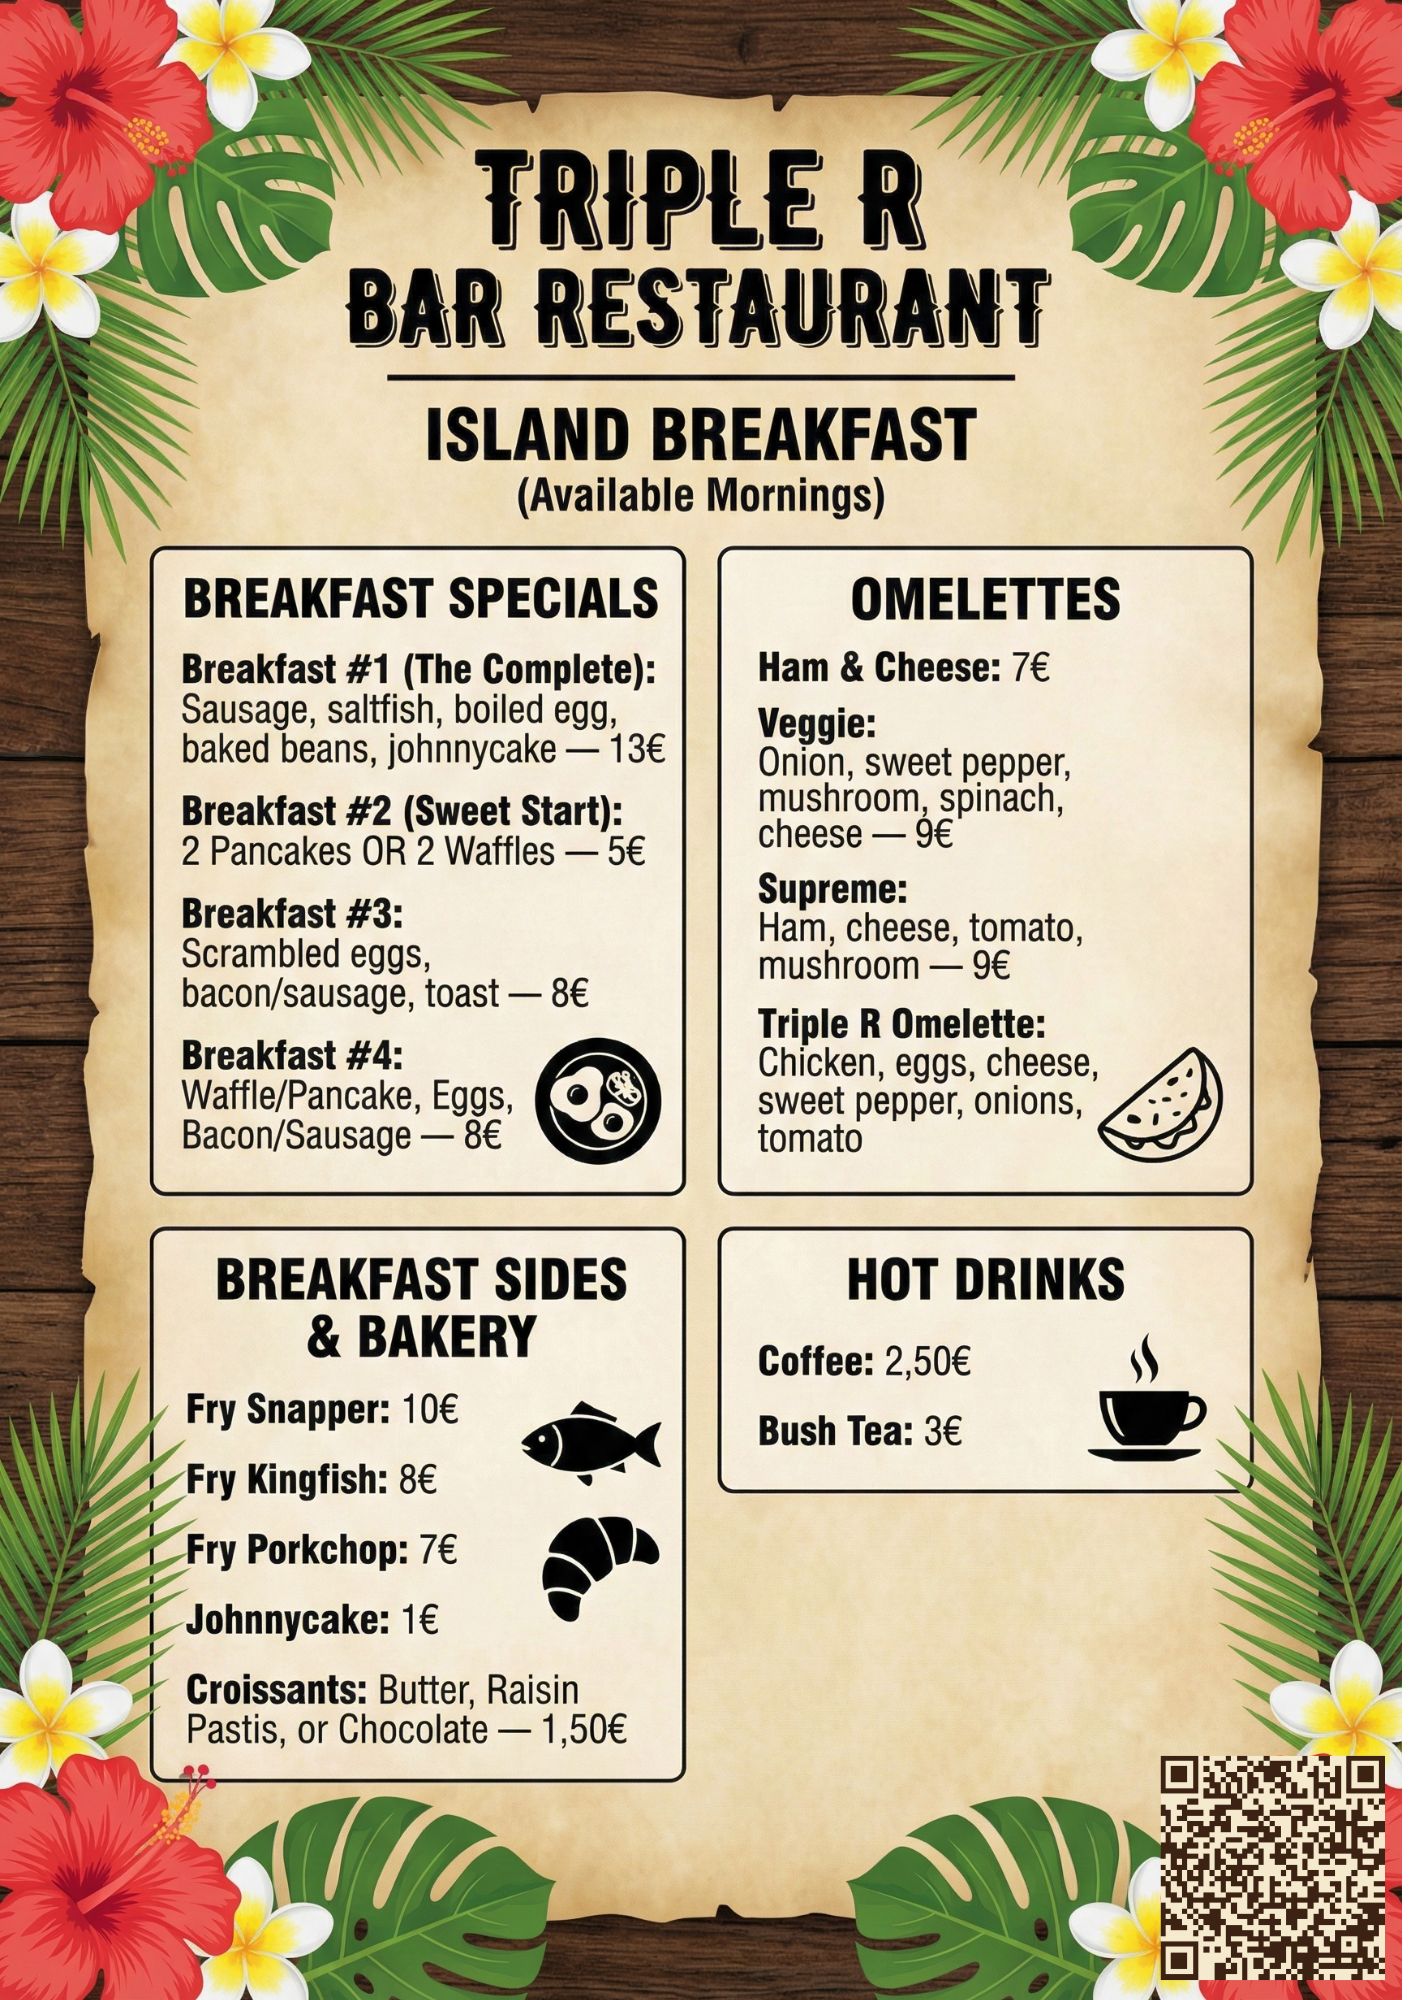 TRIPLE R
BAR RESTAURANT
ISLAND BREAKFAST
(Available Mornings)
BREAKFAST SPECIALS
Breakfast #1 (The Complete):
Sausage, saltfish, boiled egg,
baked beans, johnnycake — 13€
Breakfast #2 (Sweet Start):
2 Pancakes OR 2 Waffles — 5€
Breakfast #3:
Scrambled eggs,
bacon/sausage, toast — 8€
Breakfast #4:
Waffle/Pancake, Eggs,
Bacon/Sausage — 8€
OMELETTES
Ham & Cheese: 7€
Veggie:
Onion, sweet pepper,
mushroom, spinach,
cheese — 9€
Supreme:
Ham, cheese, tomato,
mushroom — 9€
Triple R Omelette:
Chicken, eggs, cheese,
sweet pepper, onions,
tomato
BREAKFAST SIDES
& BAKERY
Fry Snapper: 10€
Fry Kingfish: 8€
Fry Porkchop: 7€
Johnnycake: 1€
Croissants: Butter, Raisin
Pastis, or Chocolate — 1,50€
HOT DRINKS
Coffee: 2,50€
Bush Tea: 3€